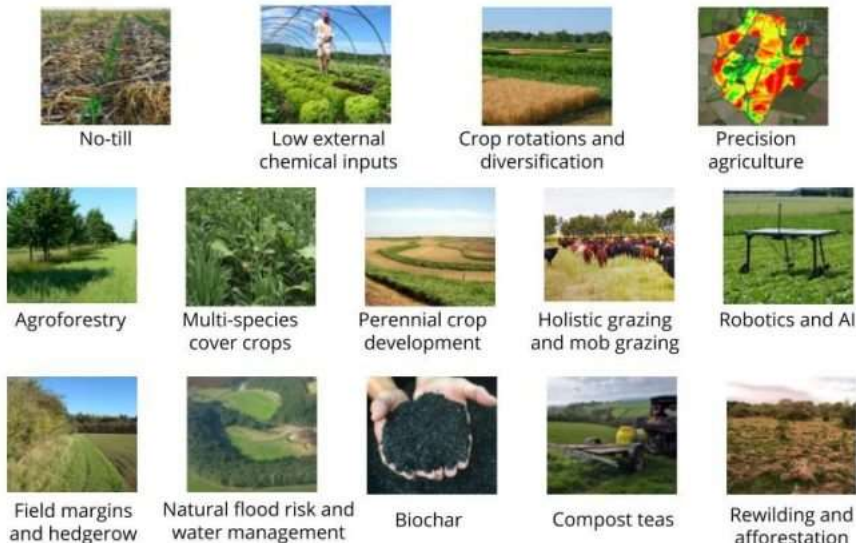 No-till
Low external
chemical inputs
Crop rotations and
diversification
Precision
agriculture
Agroforestry
Multi-species
cover crops
Perennial crop
development
Holistic grazing
and mob grazing
Robotics and AI
Field margins
and hedgerow
Natural flood risk and
water management
Biochar
Compost teas
Rewilding and
afforestation